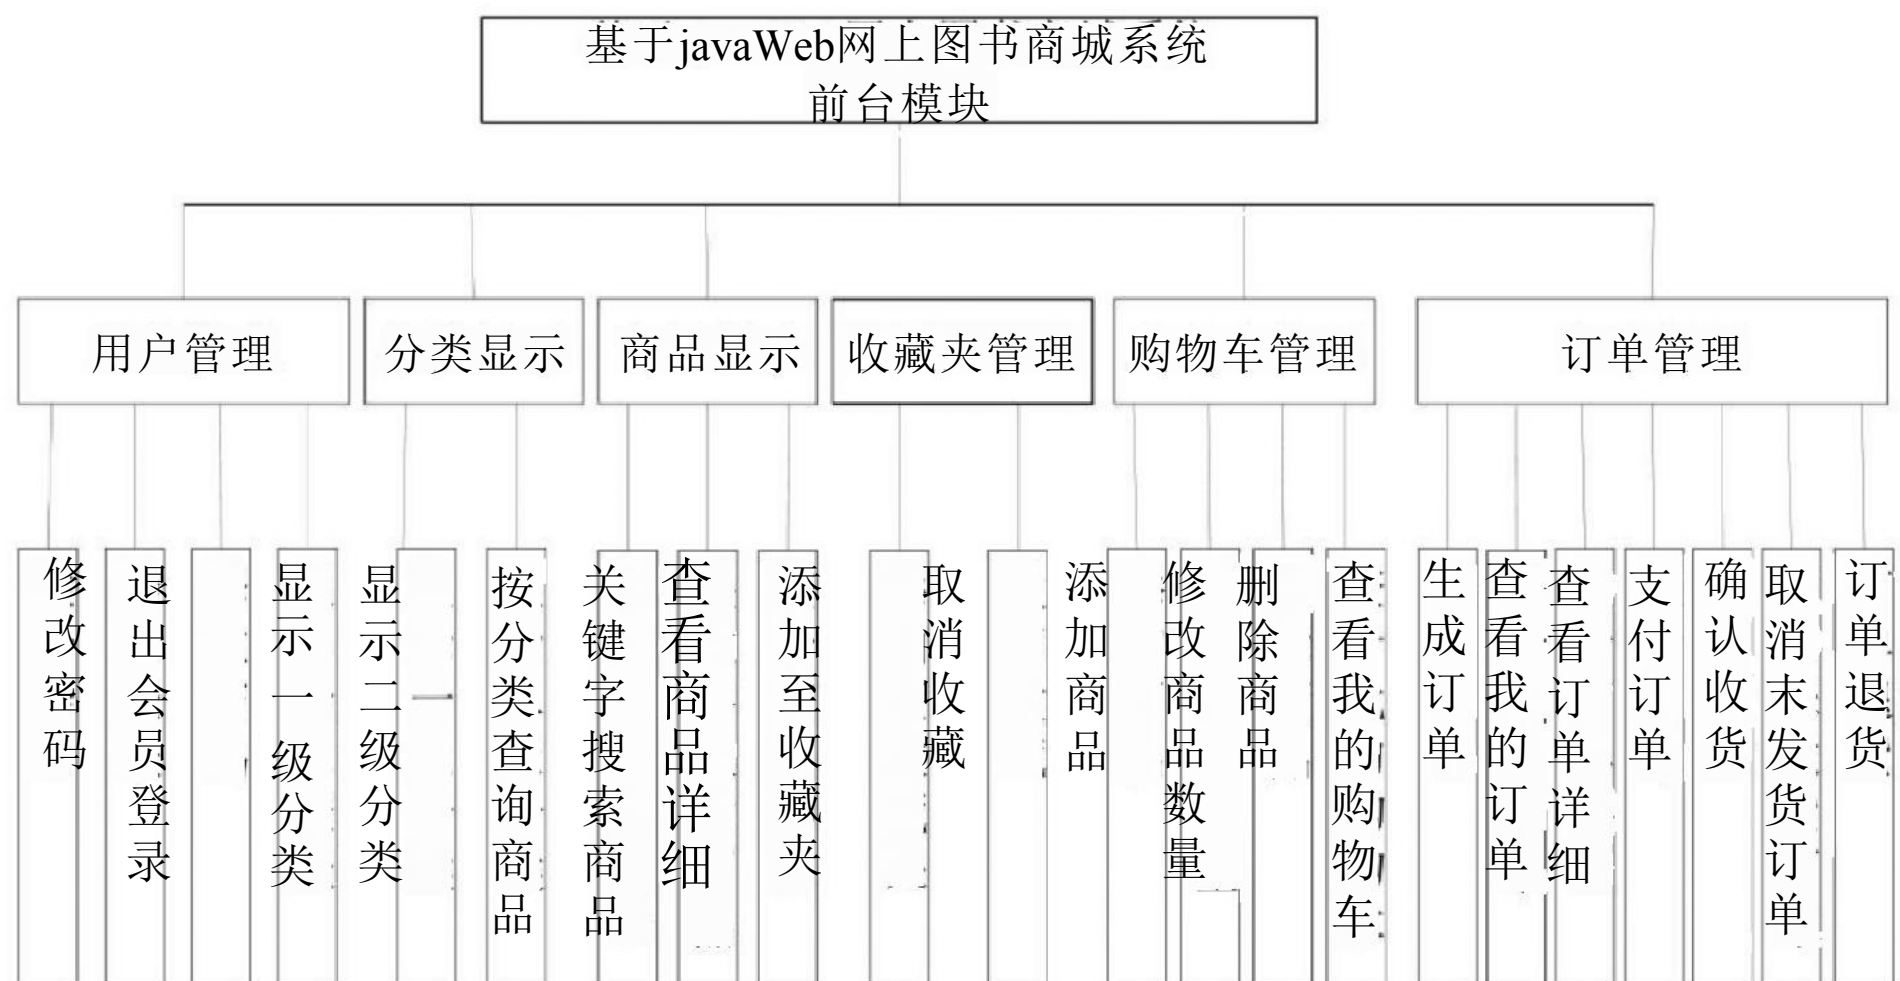 基于javaWeb网上图书商城系统
前台模块
用户管理
分类显示
商品显示
收藏夹管理
购物车管理
订单管理
修改密码
退出会员登录
显示一级分类
显示二级分类
按分类查询商品
关键字搜索商品
查看商品详细
添加至收藏夹
取消收藏
添加商品
修改商品数量
删除商品
查看我的购物车
生成订单
查看我的订单
查看订单详细
支付订单
确认收货
取消末发货订单
订单退货